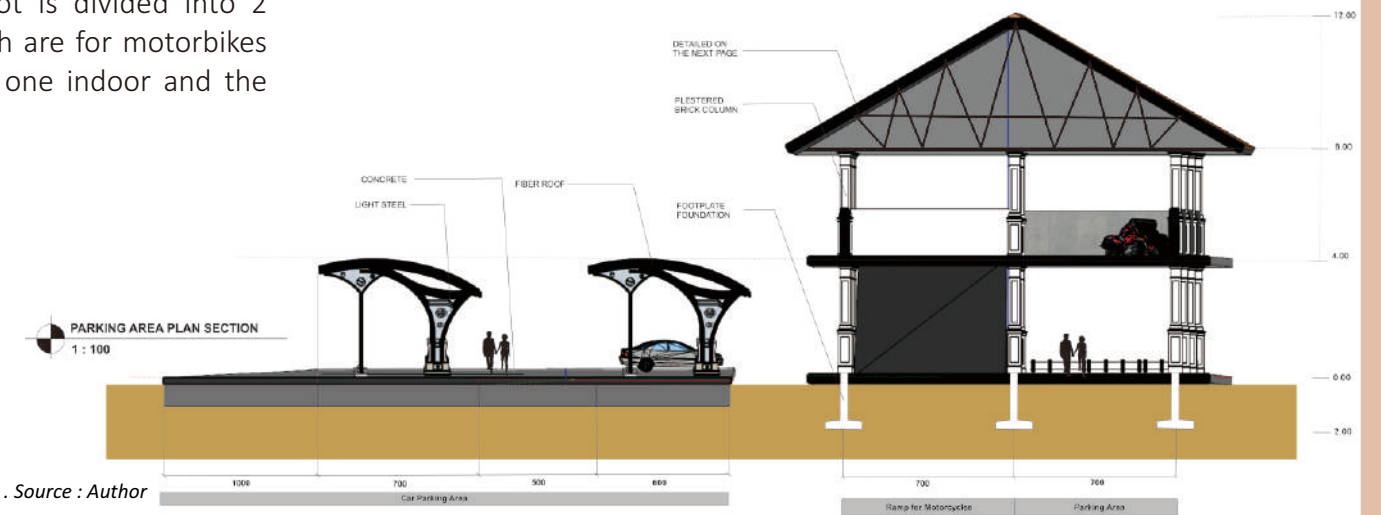 ot is divided into 2
h are for motorbikes
one indoor and the
12.00
DETAILED ON
THE NEXT PAGE
PLESTERED
BRICK COLUMN
8.00
CONCRETE
FIBER ROOF
LIGHT STEEL
FOOTPLATE
FOUNDATION
4.00
PARKING AREA PLAN SECTION
1 : 100
0.00
2.00
1000 700 500 600
700 700
. Source : Author
Car Parking Area
Ramp for Motorcycles Parking Area